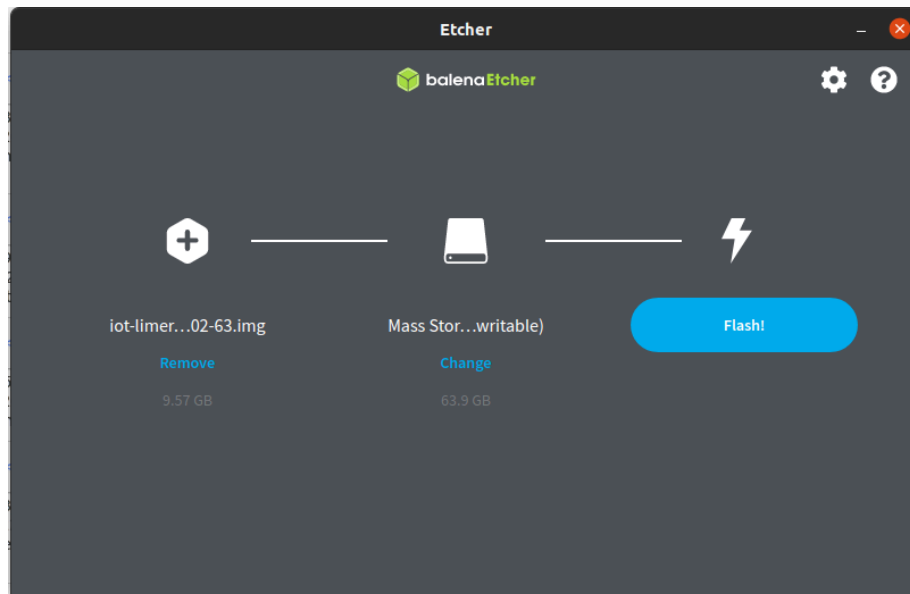 Etcher
balenaEtcher
iot-limer...02-63.img
Mass Stor...writable)
Flash!
Remove
Change
9.57 GB
63.9 GB